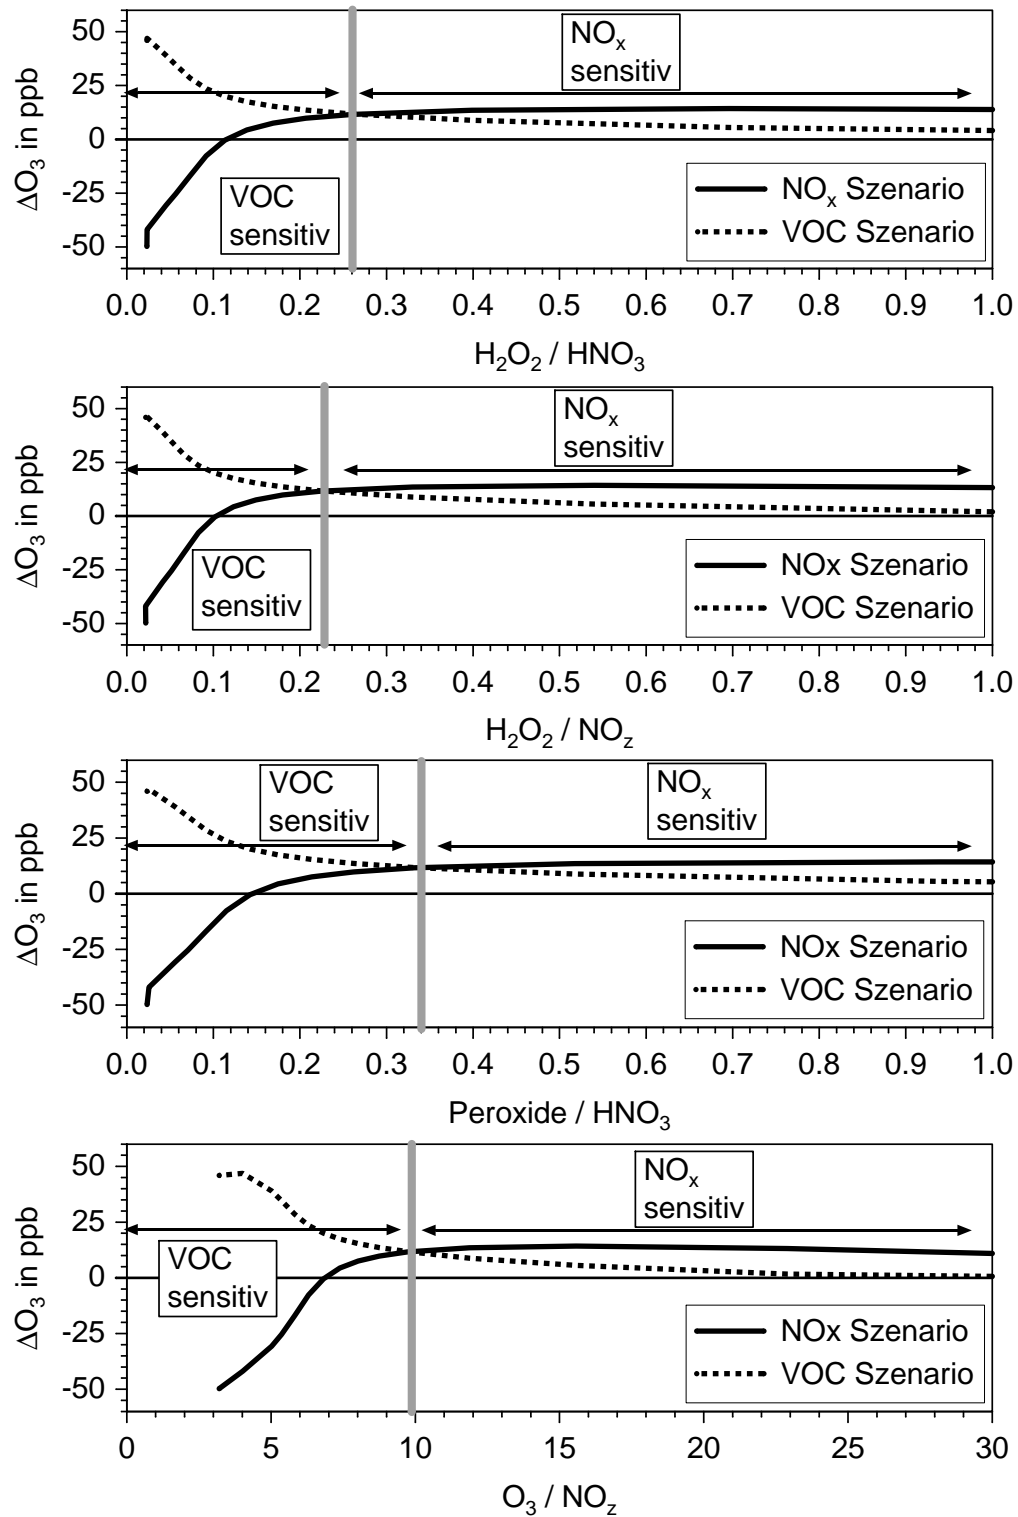 NOx
sensitiv
50
25
0
-25
-50
ΔO3 in ppb
VOC
sensitiv
NOx Szenario
VOC Szenario
0.0 0.1 0.2 0.3 0.4 0.5 0.6 0.7 0.8 0.9 1.0
H2O2 / HNO3
NOx
sensitiv
50
25
0
-25
-50
ΔO3 in ppb
VOC
sensitiv
NOx Szenario
VOC Szenario
0.0 0.1 0.2 0.3 0.4 0.5 0.6 0.7 0.8 0.9 1.0
H2O2 / NOz
VOC
sensitiv
NOx
sensitiv
50
25
0
-25
-50
ΔO3 in ppb
NOx Szenario
VOC Szenario
0.0 0.1 0.2 0.3 0.4 0.5 0.6 0.7 0.8 0.9 1.0
Peroxide / HNO3
NOx
sensitiv
50
25
0
-25
-50
ΔO3 in ppb
VOC
sensitiv
NOx Szenario
VOC Szenario
0 5 10 15 20 25 30
O3 / NOz